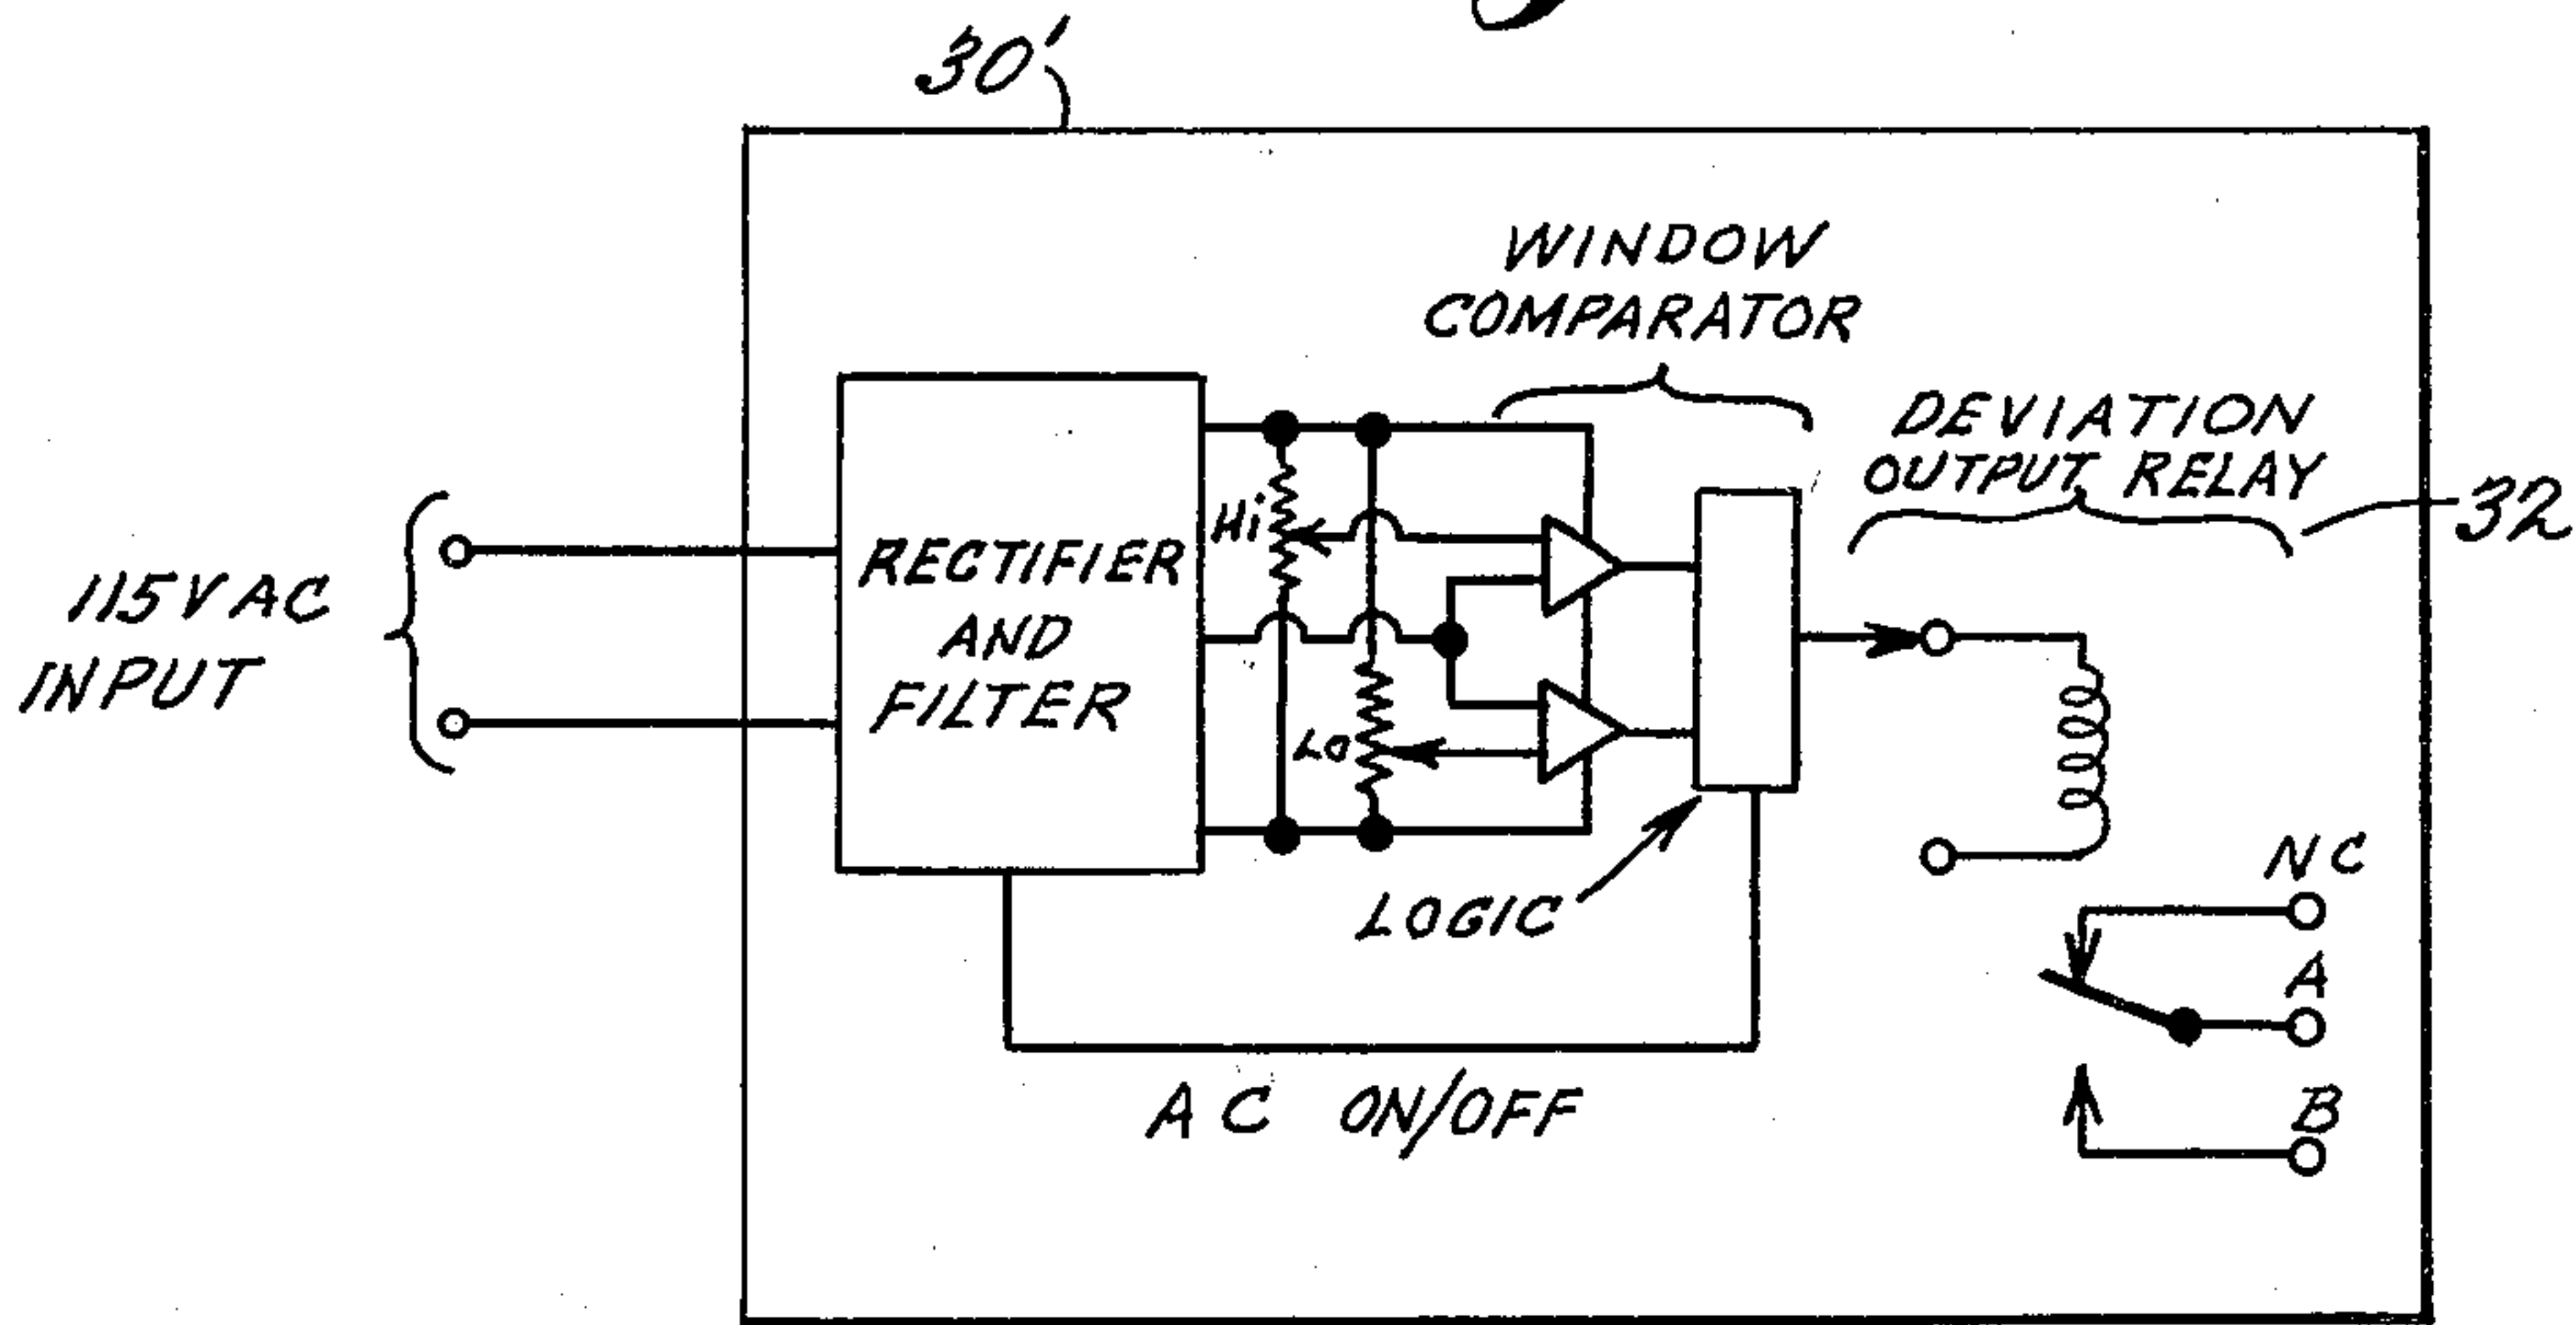 30'
WINDOW
COMPARATOR
DEVIATION
OUTPUT RELAY
32
115V AC
INPUT
RECTIFIER
AND
FILTER
Hi
Lo
LOGIC
NC
A
B
AC ON/OFF